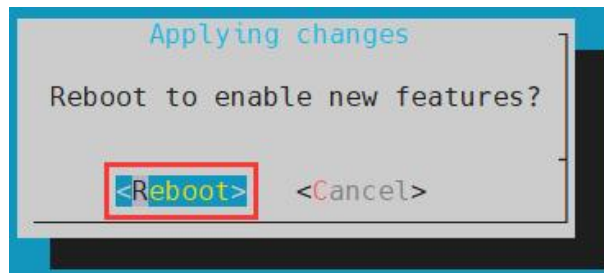 Applying changes
Reboot to enable new features?
<Reboot> <Cancel>